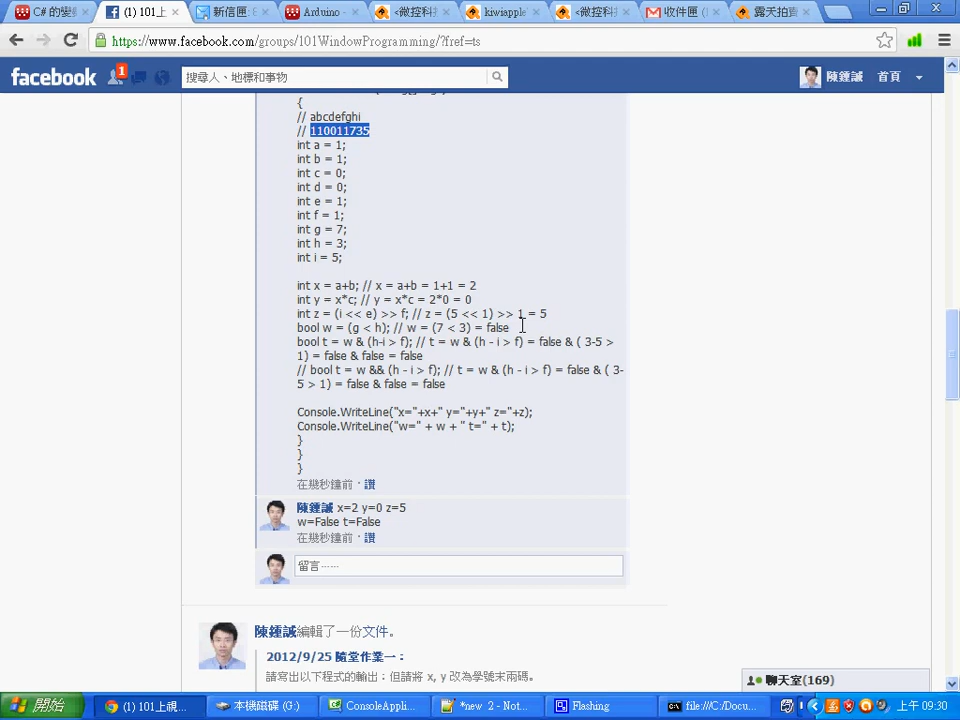 C# 的變
(1) 101上
新信匣: 8
Arduino -
<微控科
kiwiapple
<微控科
收件匣 (
露天拍賣
https://www.facebook.com/groups/101WindowProgramming/?fref=ts
facebook
1
搜尋人、地標和事物
陳鍾誠
首頁
{
// abcdefghi
// 110011735
int a = 1;
int b = 1;
int c = 0;
int d = 0;
int e = 1;
int f = 1;
int g = 7;
int h = 3;
int i = 5;
int x = a+b; // x = a+b = 1+1 = 2
int y = x*c; // y = x*c = 2*0 = 0
int z = (i << e) >> f; // z = (5 << 1) >> 1 = 5
bool w = (g < h); // w = (7 < 3) = false
bool t = w & (h-i > f); // t = w & (h - i > f) = false & ( 3-5 >
1) = false & false = false
// bool t = w && (h - i > f); // t = w & (h - i > f) = false & ( 3-
5 > 1) = false & false = false
Console.WriteLine("x="+x+" y="+y+" z="+z);
Console.WriteLine("w=" + w + " t=" + t);
}
}
}
在幾秒鐘前 · 讚
陳鍾誠 x=2 y=0 z=5
w=False t=False
在幾秒鐘前 · 讚
留言……
陳鍾誠編輯了一份文件。
2012/9/25 隨堂作業一：
請寫出以下程式的輸出：但請將 x, y 改為學號末兩碼。
聊天室(169)
開始
(1) 101上視...
本機磁碟 (G:)
ConsoleAppli...
*new 2 - Not...
Flashing
file:///C:/Docu...
上午 09:30